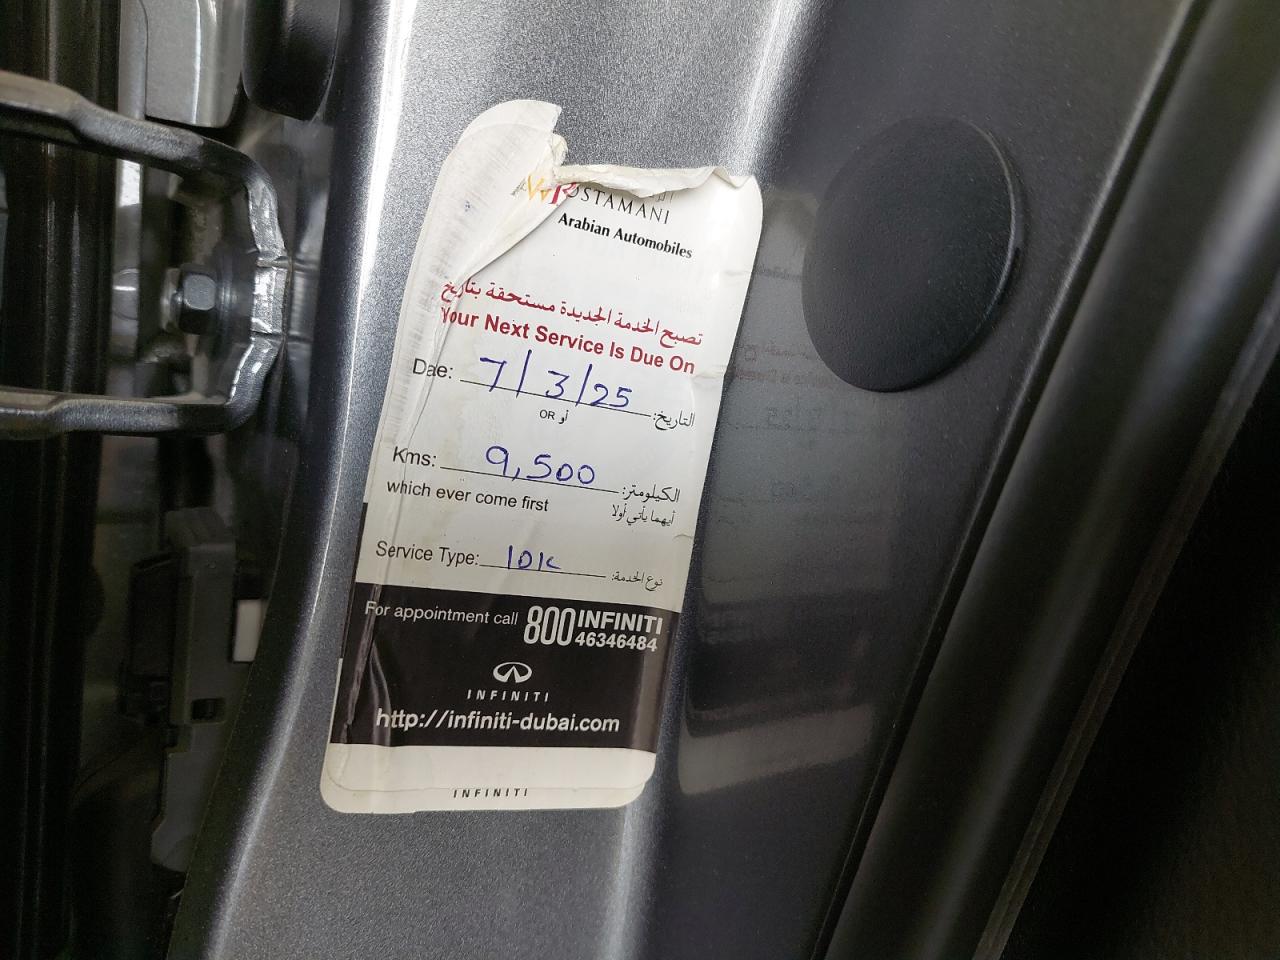 AWROSTAMANI
Arabian Automobiles
تصبح الخدمة الجديدة مستحقة بتاريخ
Your Next Service Is Due On
Dae: 7/3/25 التاريخ:
OR أو
Kms: 9,500 الكيلومتر:
which ever come first أيهما يأتي أولا
Service Type: 10K نوع الخدمة:
For appointment call 800 INFINITI
46346484
INFINITI
http://infiniti-dubai.com
INFINITI